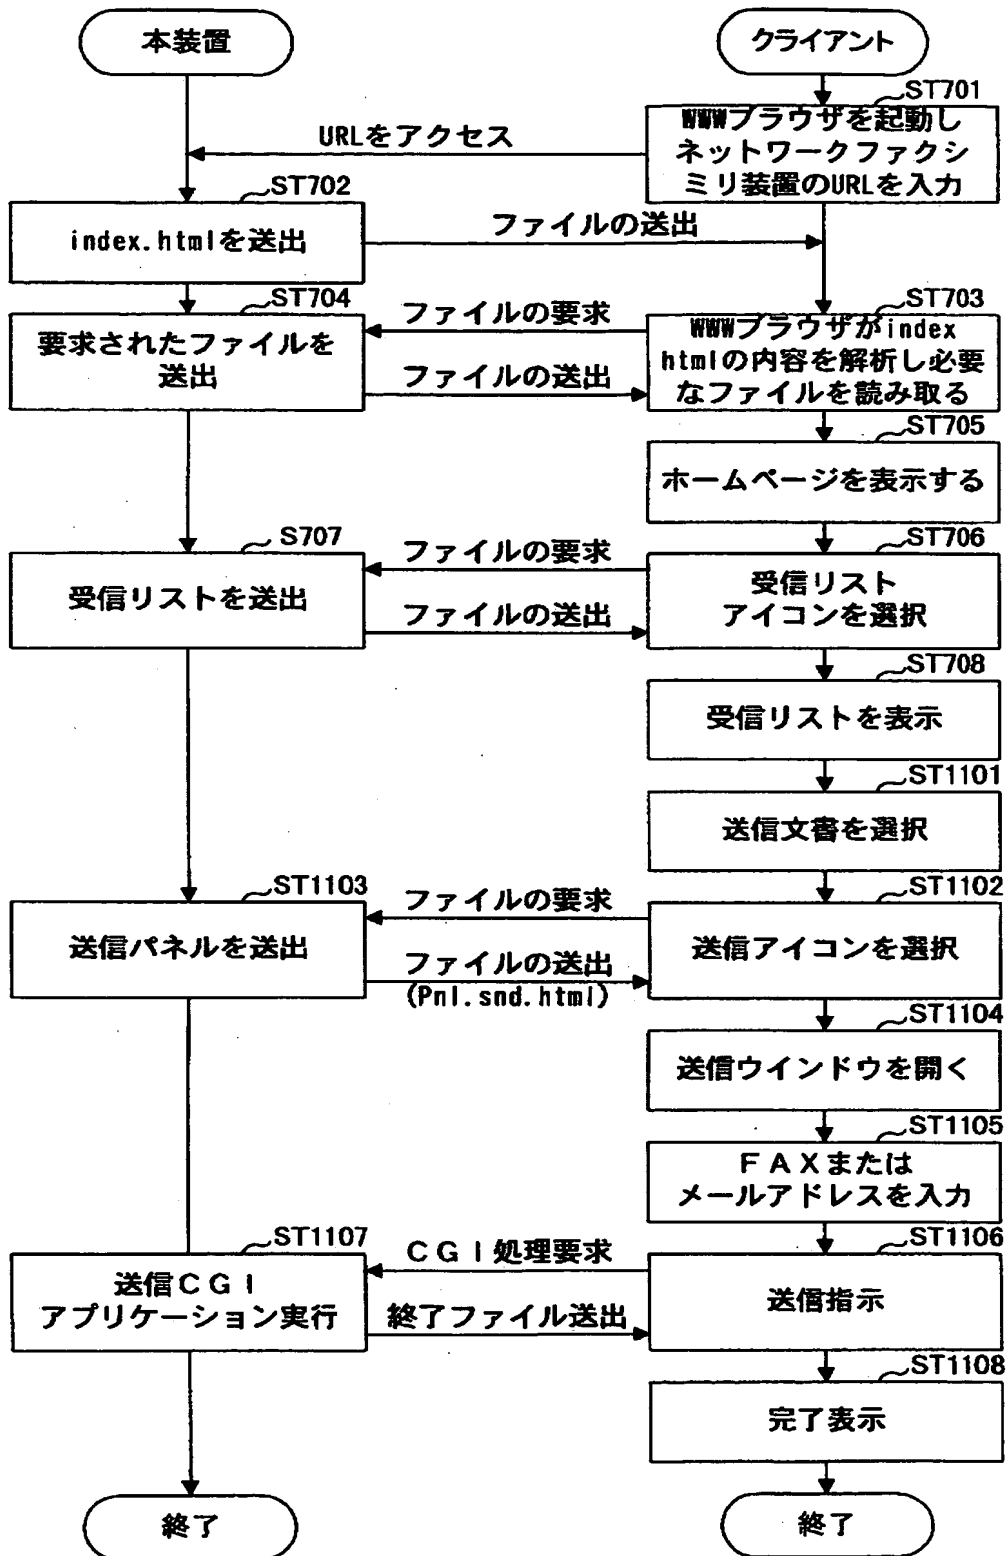 本装置
クライアント
ST701
WWWブラウザを起動し
ネットワークファクシ
ミリ装置のURLを入力
URLをアクセス
ST702
index.htmlを送出
ファイルの送出
ST704
要求されたファイルを
送出
ファイルの要求
ファイルの送出
ST703
WWWブラウザがindex
htmlの内容を解析し必要
なファイルを読み取る
ST705
ホームページを表示する
S707
受信リストを送出
ファイルの要求
ファイルの送出
ST706
受信リスト
アイコンを選択
ST708
受信リストを表示
ST1101
送信文書を選択
ST1103
送信パネルを送出
ファイルの要求
ファイルの送出
(Pnl.snd.html)
ST1102
送信アイコンを選択
ST1104
送信ウインドウを開く
ST1105
FAXまたは
メールアドレスを入力
ST1107
送信CGI
アプリケーション実行
CGI処理要求
終了ファイル送出
ST1106
送信指示
ST1108
完了表示
終了
終了